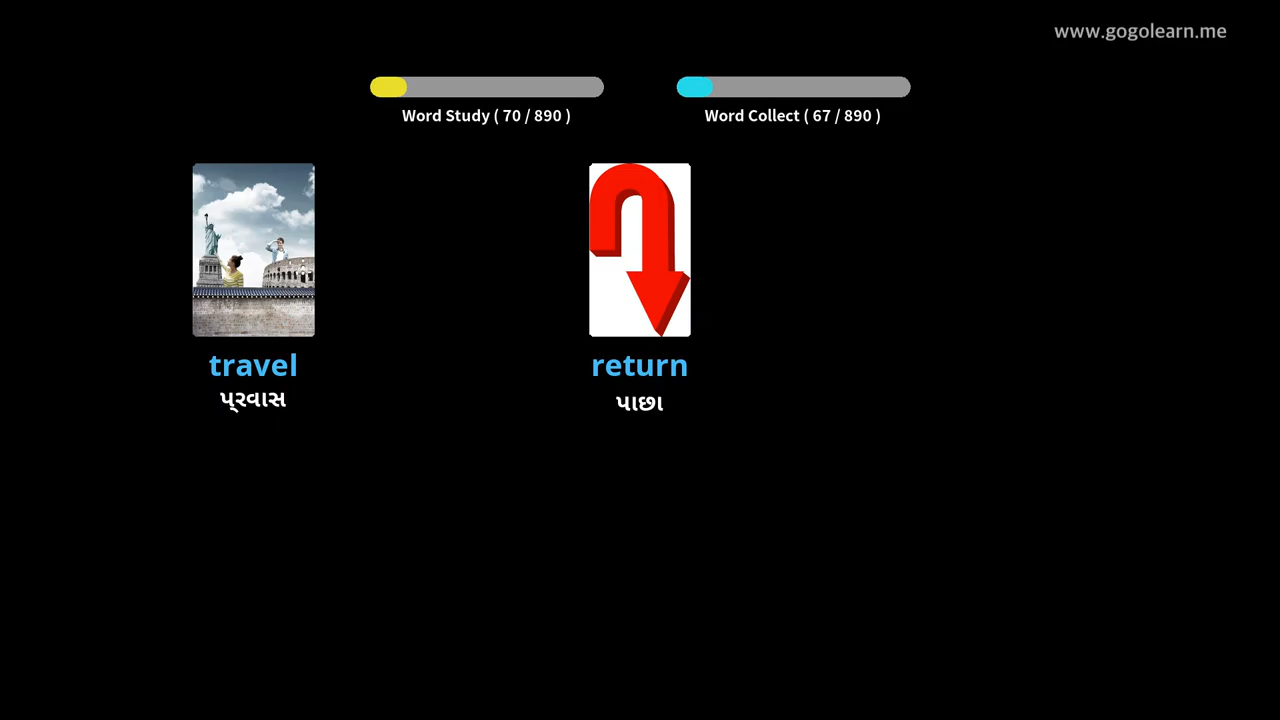 www.gogolearn.me
Word Study ( 70 / 890 )
Word Collect ( 67 / 890 )
travel
પ્રવાસ
return
પાછા